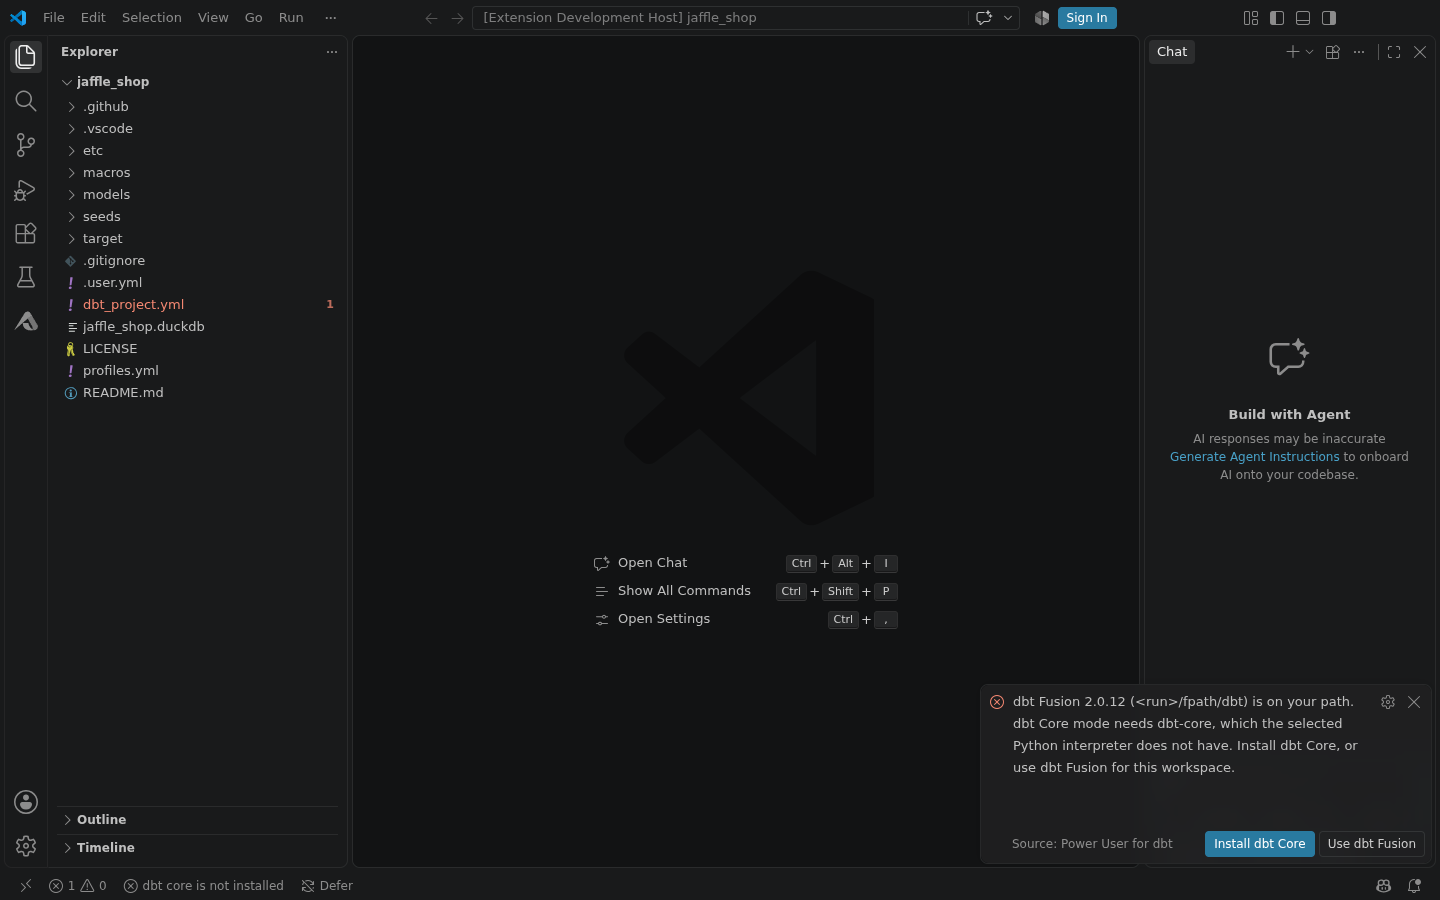 File Edit Selection View Go Run ···
[Extension Development Host] jaffle_shop
Sign In
Explorer
jaffle_shop
.github
.vscode
etc
macros
models
seeds
target
.gitignore
.user.yml
dbt_project.yml 1
jaffle_shop.duckdb
LICENSE
profiles.yml
README.md
Outline
Timeline
Open Chat Ctrl + Alt + I
Show All Commands Ctrl + Shift + P
Open Settings Ctrl + ,
Chat
Build with Agent
AI responses may be inaccurate
Generate Agent Instructions to onboard
AI onto your codebase.
dbt Fusion 2.0.12 (<run>/fpath/dbt) is on your path.
dbt Core mode needs dbt-core, which the selected
Python interpreter does not have. Install dbt Core, or
use dbt Fusion for this workspace.
Source: Power User for dbt
Install dbt Core
Use dbt Fusion
1 0 dbt core is not installed Defer